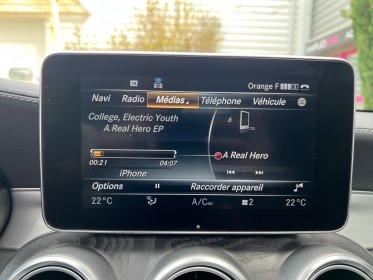 Orange F
Navi Radio Médias Téléphone Véhicule
College, Electric Youth
A Real Hero EP
6
A Real Hero
00:21 04:07
iPhone
Options Raccorder appareil
22°C A/C 2 22°C